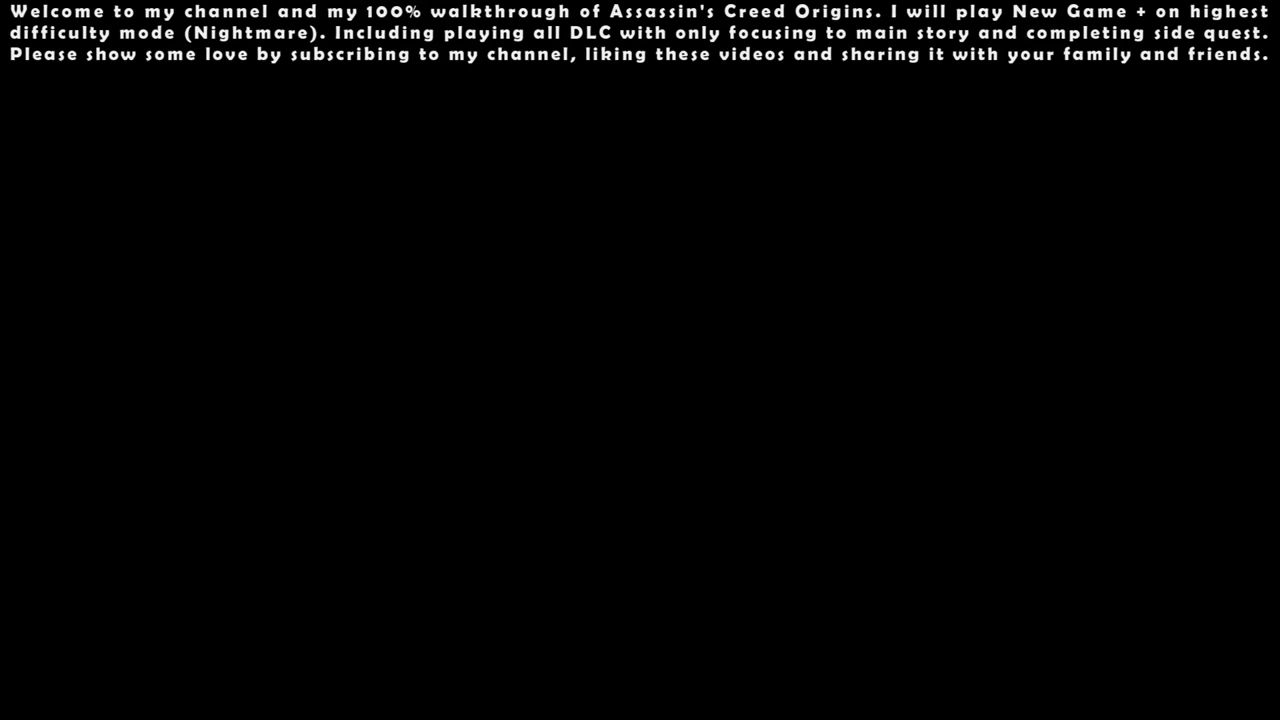 Welcome to my channel and my 100% walkthrough of Assassin's Creed Origins. I will play New Game + on highest
difficulty mode (Nightmare). Including playing all DLC with only focusing to main story and completing side quest.
Please show some love by subscribing to my channel, liking these videos and sharing it with your family and friends.